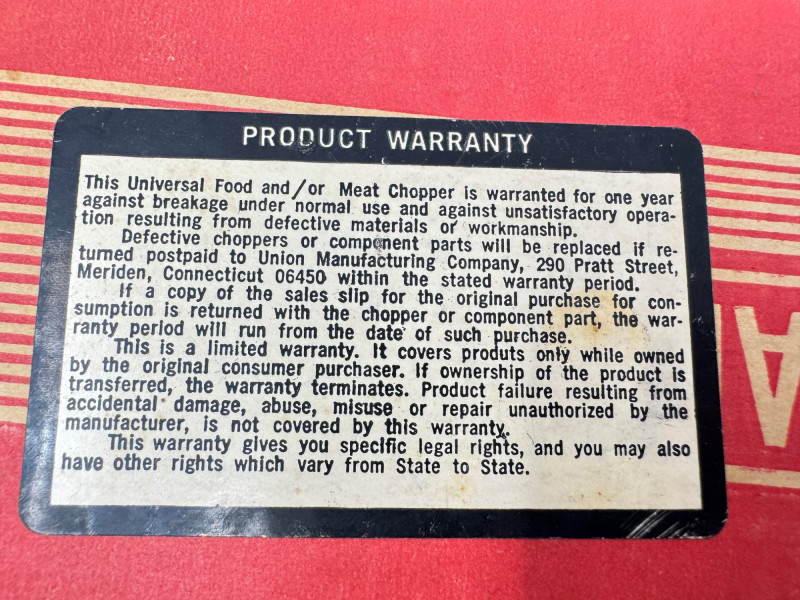 PRODUCT WARRANTY
This Universal Food and/or Meat Chopper is warranted for one year
against breakage under normal use and against unsatisfactory opera-
tion resulting from defective materials or workmanship.
Defective choppers or component parts will be replaced if re-
turned postpaid to Union Manufacturing Company, 290 Pratt Street,
Meriden, Connecticut 06450 within the stated warranty period.
If a copy of the sales slip for the original purchase for con-
sumption is returned with the chopper or component part, the war-
ranty period will run from the date of such purchase.
This is a limited warranty. It covers produts only while owned
by the original consumer purchaser. If ownership of the product is
transferred, the warranty terminates. Product failure resulting from
accidental damage, abuse, misuse or repair unauthorized by the
manufacturer, is not covered by this warranty.
This warranty gives you specific legal rights, and you may also
have other rights which vary from State to State.